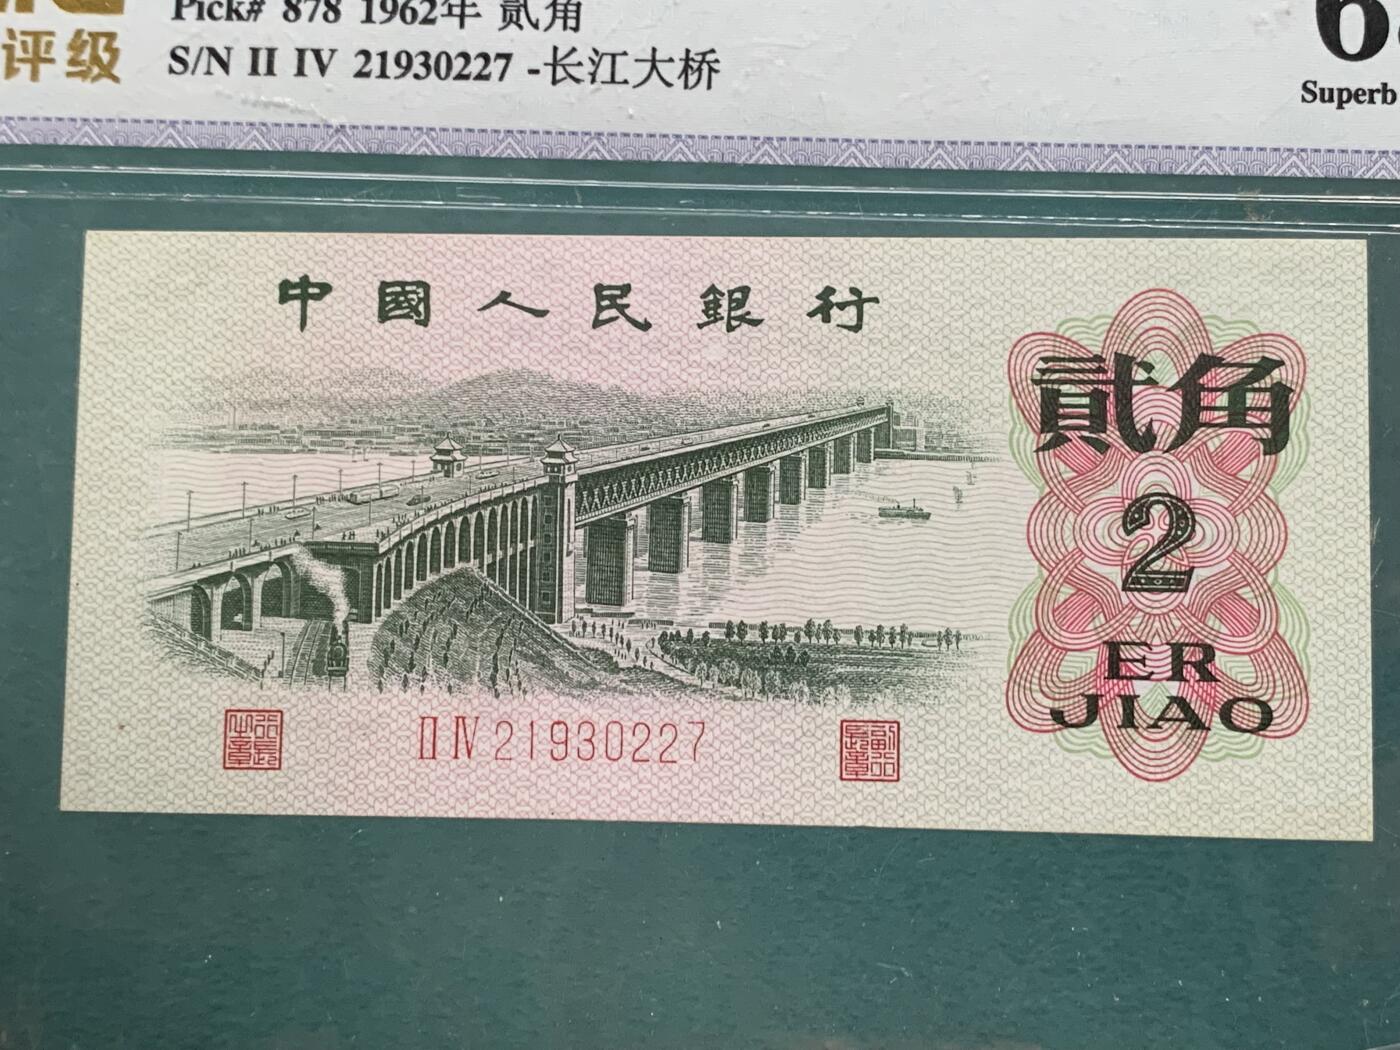 Pick# 878 1962年 贰角
评级
S/N II IV 21930227 -长江大桥
Superb
中國人民銀行
貳角
2
ER
JIAO
II IV 21930227